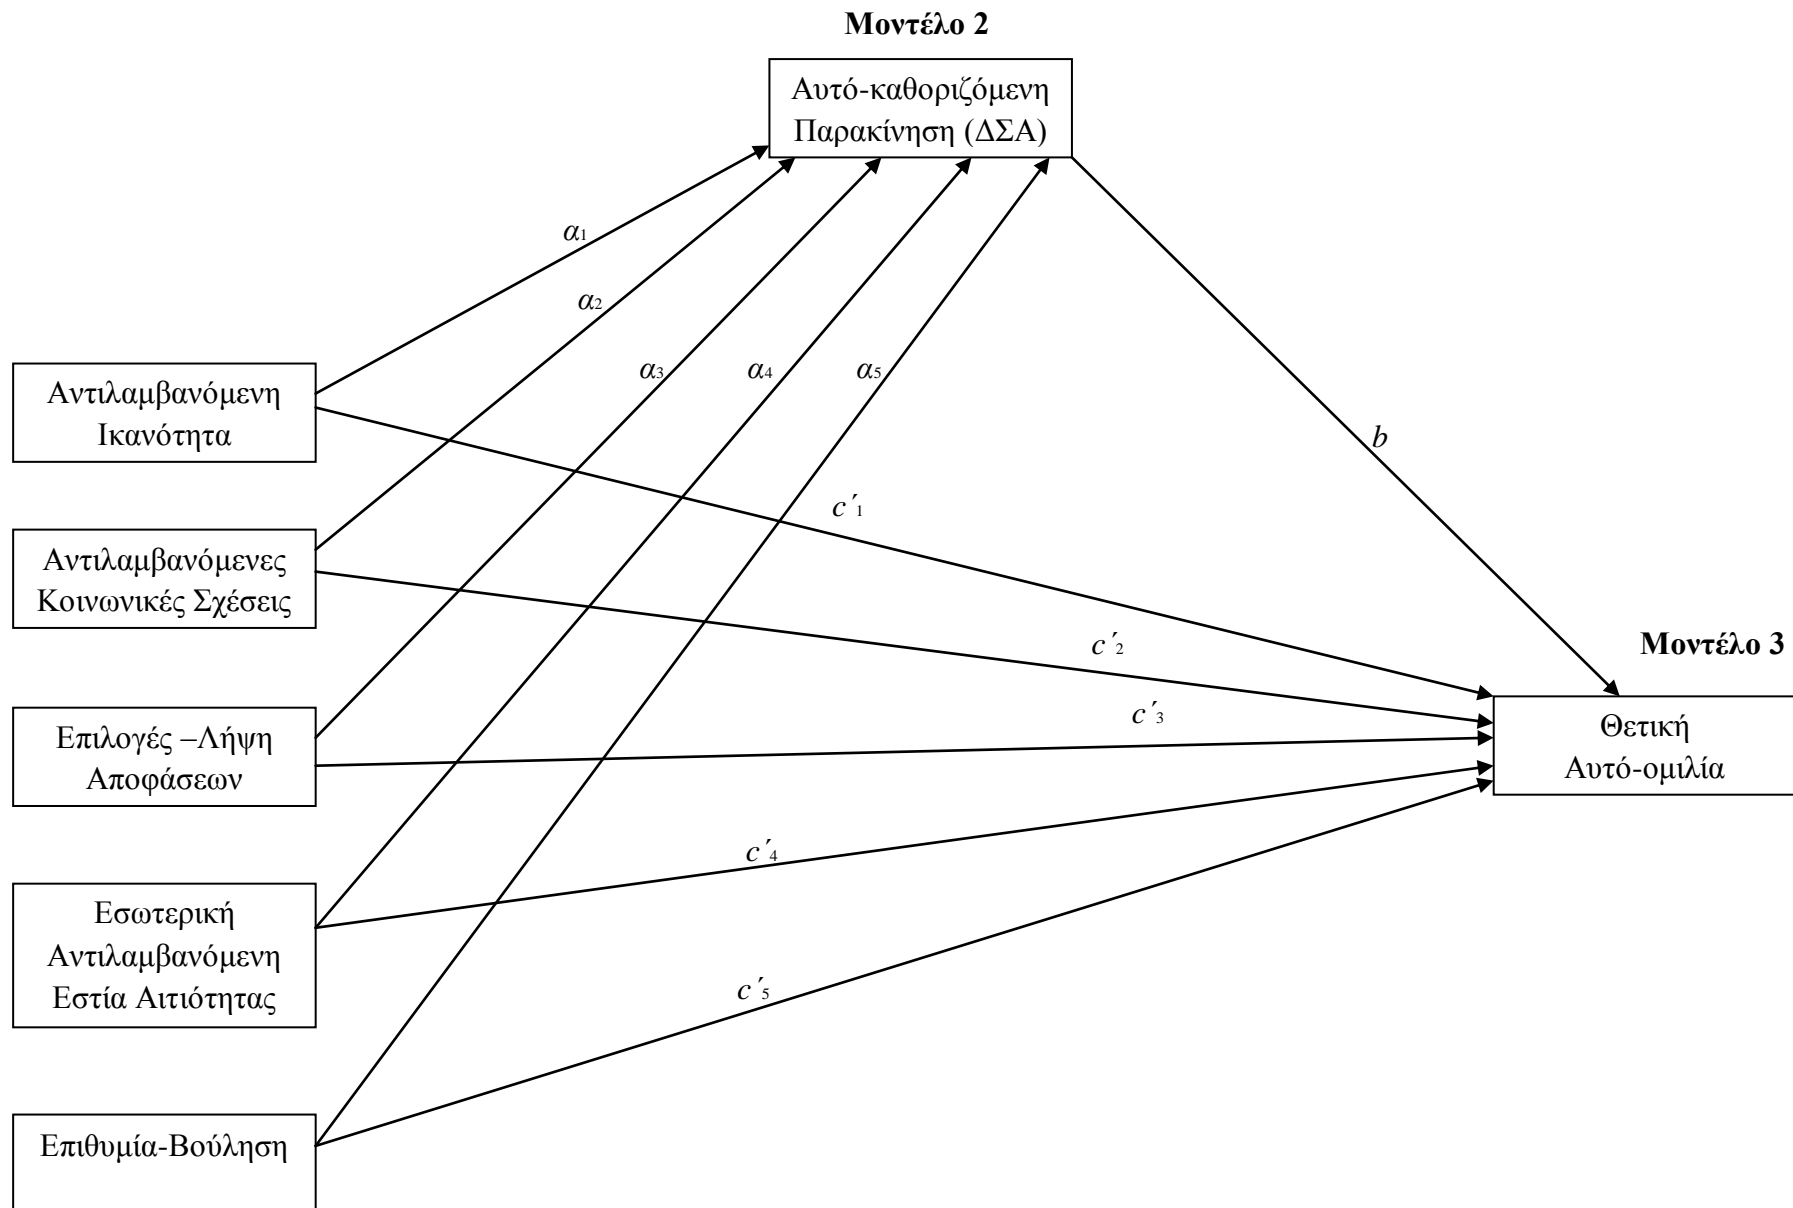 Μοντέλο 2
Αυτό-καθοριζόμενη
Παρακίνηση (ΔΣΑ)
α1
α2
α3
α4
α5
Αντιλαμβανόμενη
Ικανότητα
b
c΄1
Αντιλαμβανόμενες
Κοινωνικές Σχέσεις
c΄2
Μοντέλο 3
c΄3
Επιλογές –Λήψη
Αποφάσεων
Θετική
Αυτό-ομιλία
c΄4
Εσωτερική
Αντιλαμβανόμενη
Εστία Αιτιότητας
c΄5
Επιθυμία-Βούληση